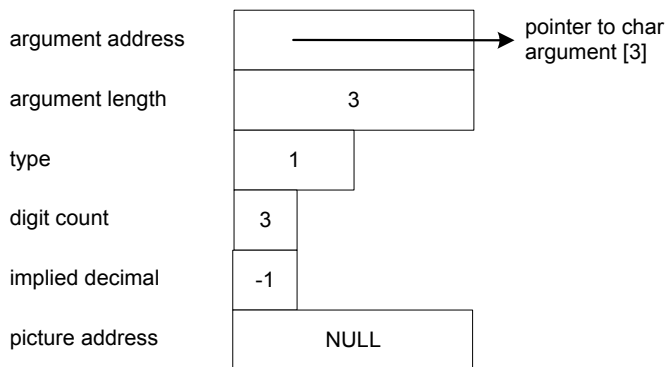 argument address
pointer to char
argument [3]
argument length
3
type
1
digit count
3
implied decimal
-1
picture address
NULL